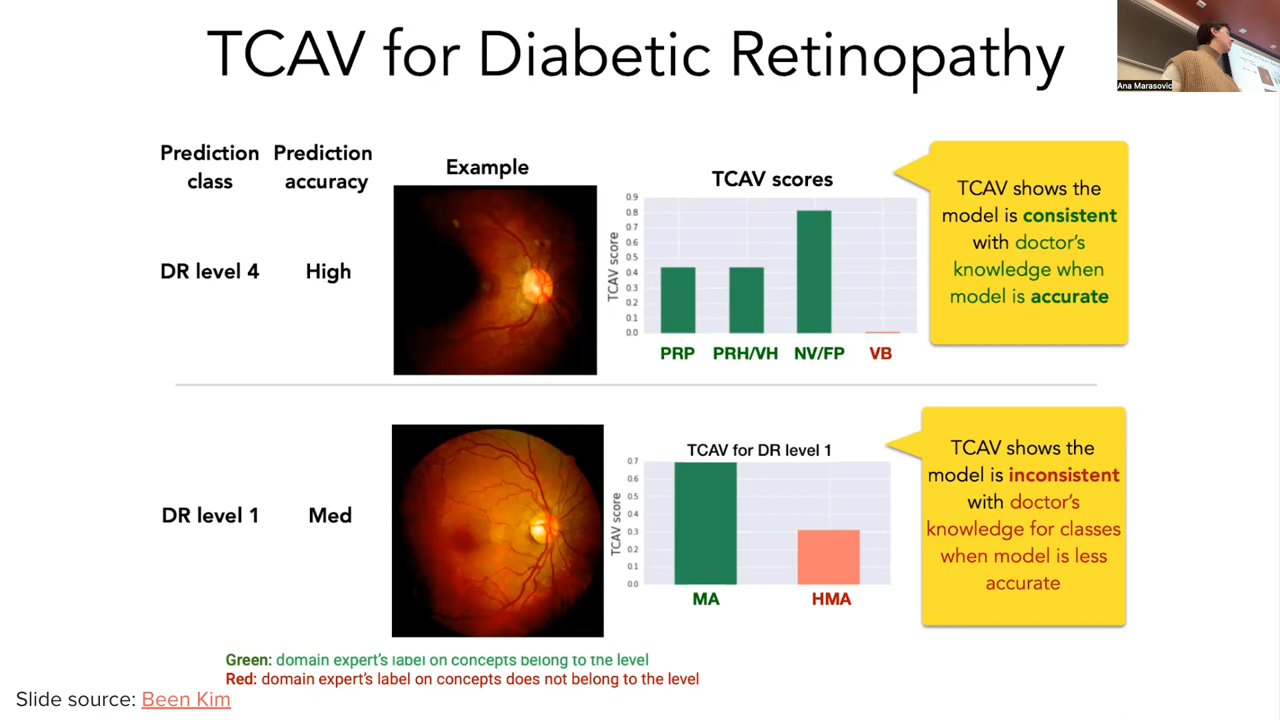 TCAV for Diabetic Retinopathy
Ana Marasovic
Prediction
class
Prediction
accuracy
Example
TCAV scores
DR level 4
High
TCAV score
0.9
0.8
0.7
0.6
0.5
0.4
0.3
0.2
0.1
0.0
PRP
PRH/VH
NV/FP
VB
TCAV shows the
model is consistent
with doctor's
knowledge when
model is accurate
DR level 1
Med
TCAV for DR level 1
TCAV score
0.7
0.6
0.5
0.4
0.3
0.2
0.1
0.0
MA
HMA
TCAV shows the
model is inconsistent
with doctor's
knowledge for classes
when model is less
accurate
Green: domain expert's label on concepts belong to the level
Red: domain expert's label on concepts does not belong to the level
Slide source: Been Kim